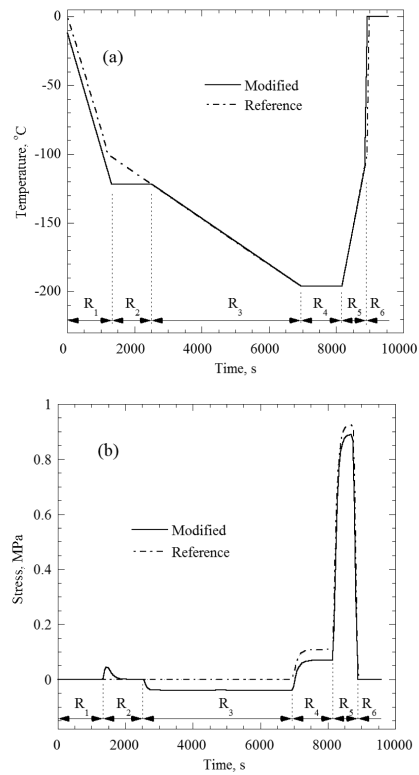 0
-50
-100
-150
-200
Temperature, °C
(a)
Modified
Reference
R1 R2 R3 R4 R5 R6
0 2000 4000 6000 8000 10000
Time, s
1
0.8
0.6
0.4
0.2
0
Stress, MPa
(b)
Modified
Reference
R1 R2 R3 R4 R5 R6
0 2000 4000 6000 8000 10000
Time, s